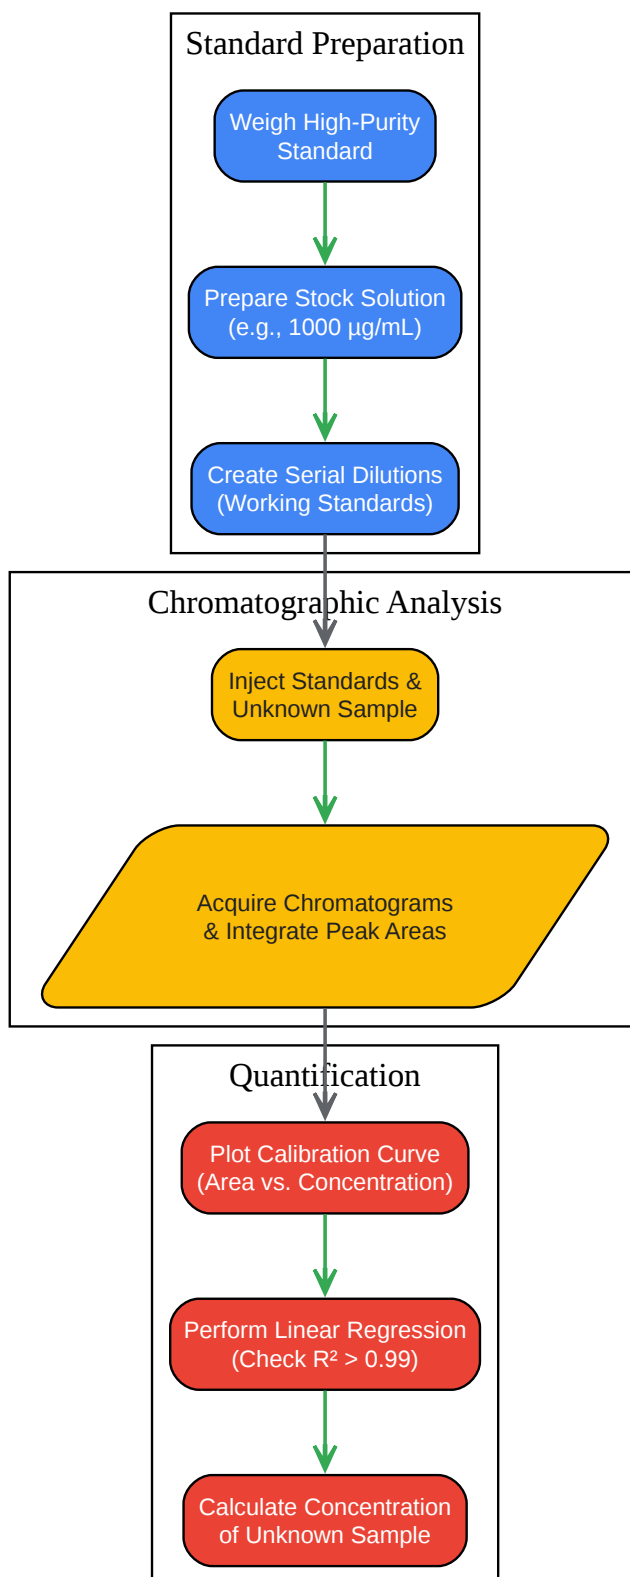 Standard Preparation
Weigh High-Purity
Standard
Prepare Stock Solution
(e.g., 1000 µg/mL)
Create Serial Dilutions
(Working Standards)
Chromatographic Analysis
Inject Standards &
Unknown Sample
Acquire Chromatograms
& Integrate Peak Areas
Quantification
Plot Calibration Curve
(Area vs. Concentration)
Perform Linear Regression
(Check R² > 0.99)
Calculate Concentration
of Unknown Sample